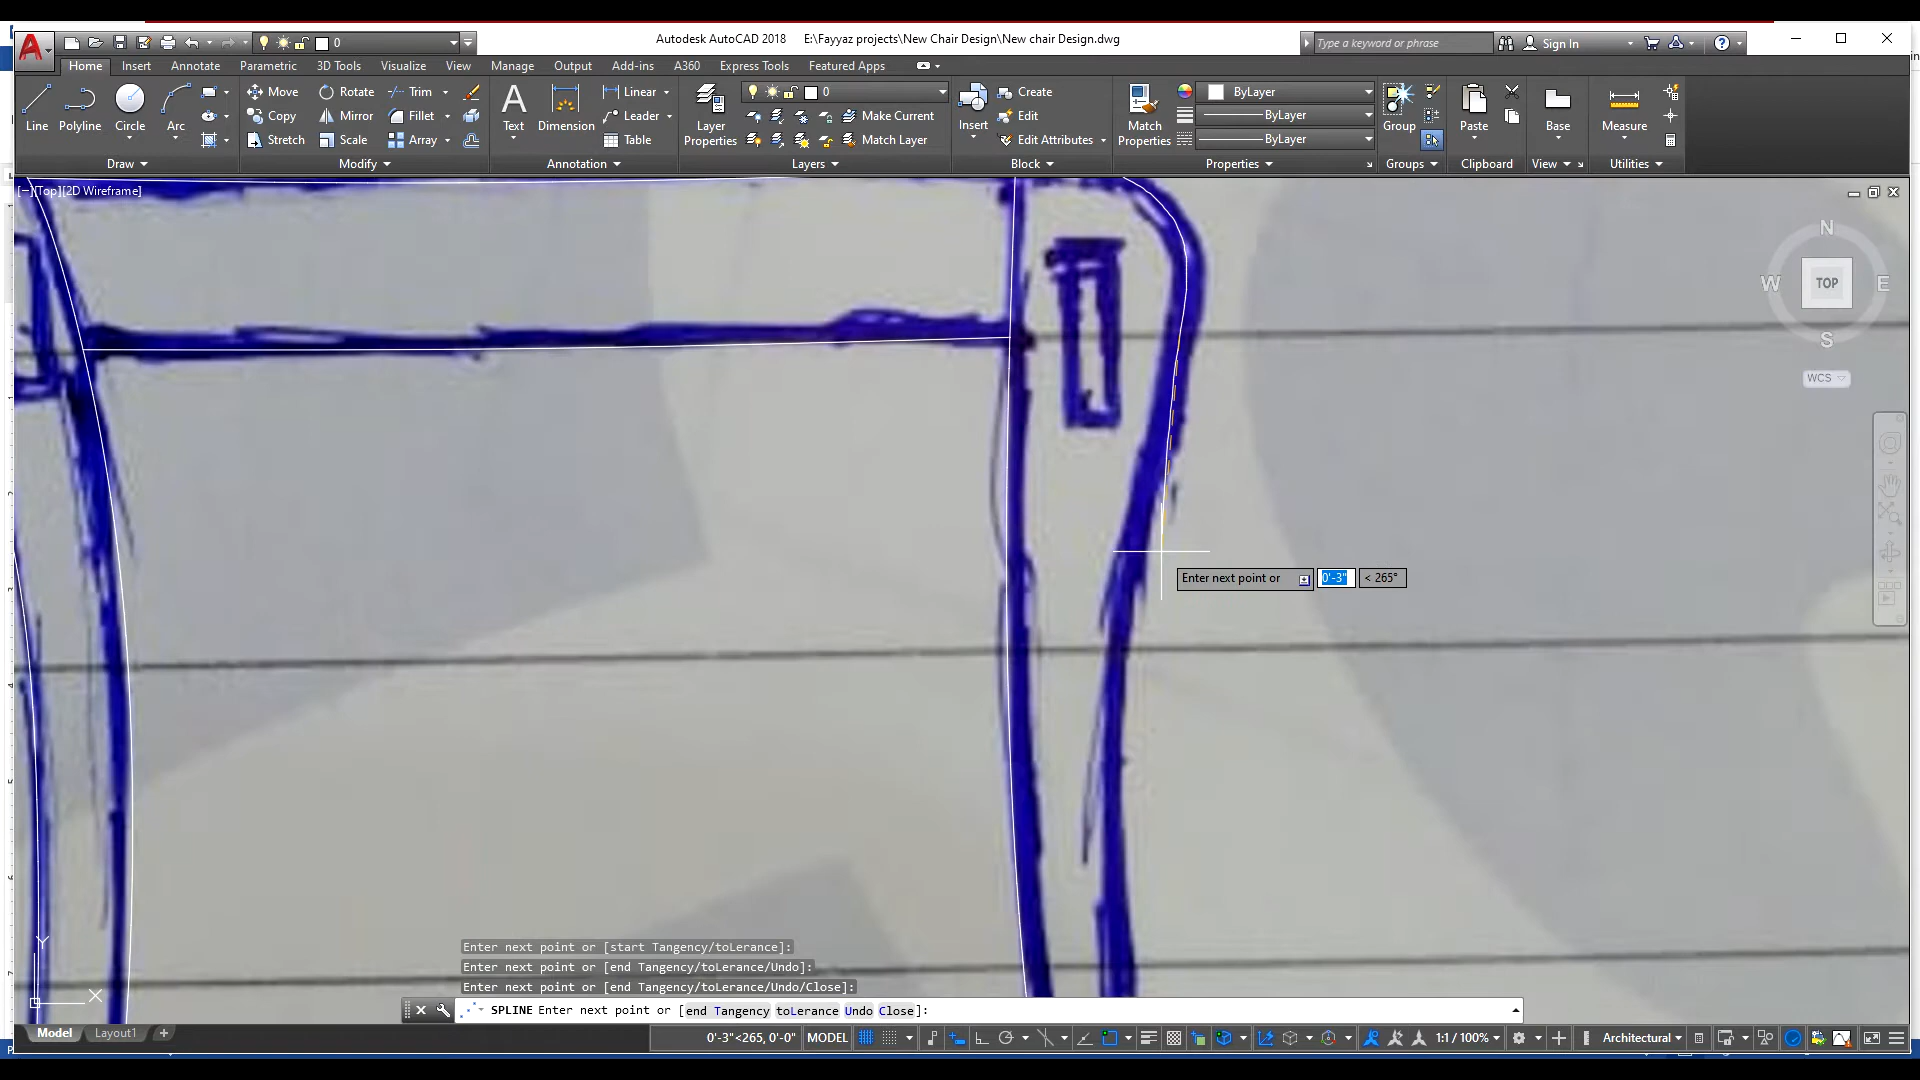 0
Autodesk AutoCAD 2018 E:\Fayyaz projects\New Chair Design\New chair Design.dwg
Type a keyword or phrase
Sign In
Home Insert Annotate Parametric 3D Tools Visualize View Manage Output Add-ins A360 Express Tools Featured Apps
Line Polyline Circle Arc
Move Rotate Trim
Copy Mirror Fillet
Stretch Scale Array
Text Dimension
Linear
Leader
Table
Layer Properties
0
Make Current
Match Layer
Insert
Create
Edit
Edit Attributes
Match Properties
ByLayer
ByLayer
ByLayer
Group
Paste
Base
Measure
Draw Modify Annotation Layers Block Properties Groups Clipboard View Utilities
[−][Top][2D Wireframe]
N
W TOP E
S
WCS
Enter next point or 0'-3" < 265°
Y
X
Enter next point or [start Tangency/toLerance]:
Enter next point or [end Tangency/toLerance/Undo]:
Enter next point or [end Tangency/toLerance/Undo/Close]:
SPLINE Enter next point or [end Tangency toLerance Undo Close]:
Model Layout1 +
0'-3"<265, 0'-0" MODEL 1:1 / 100% Architectural